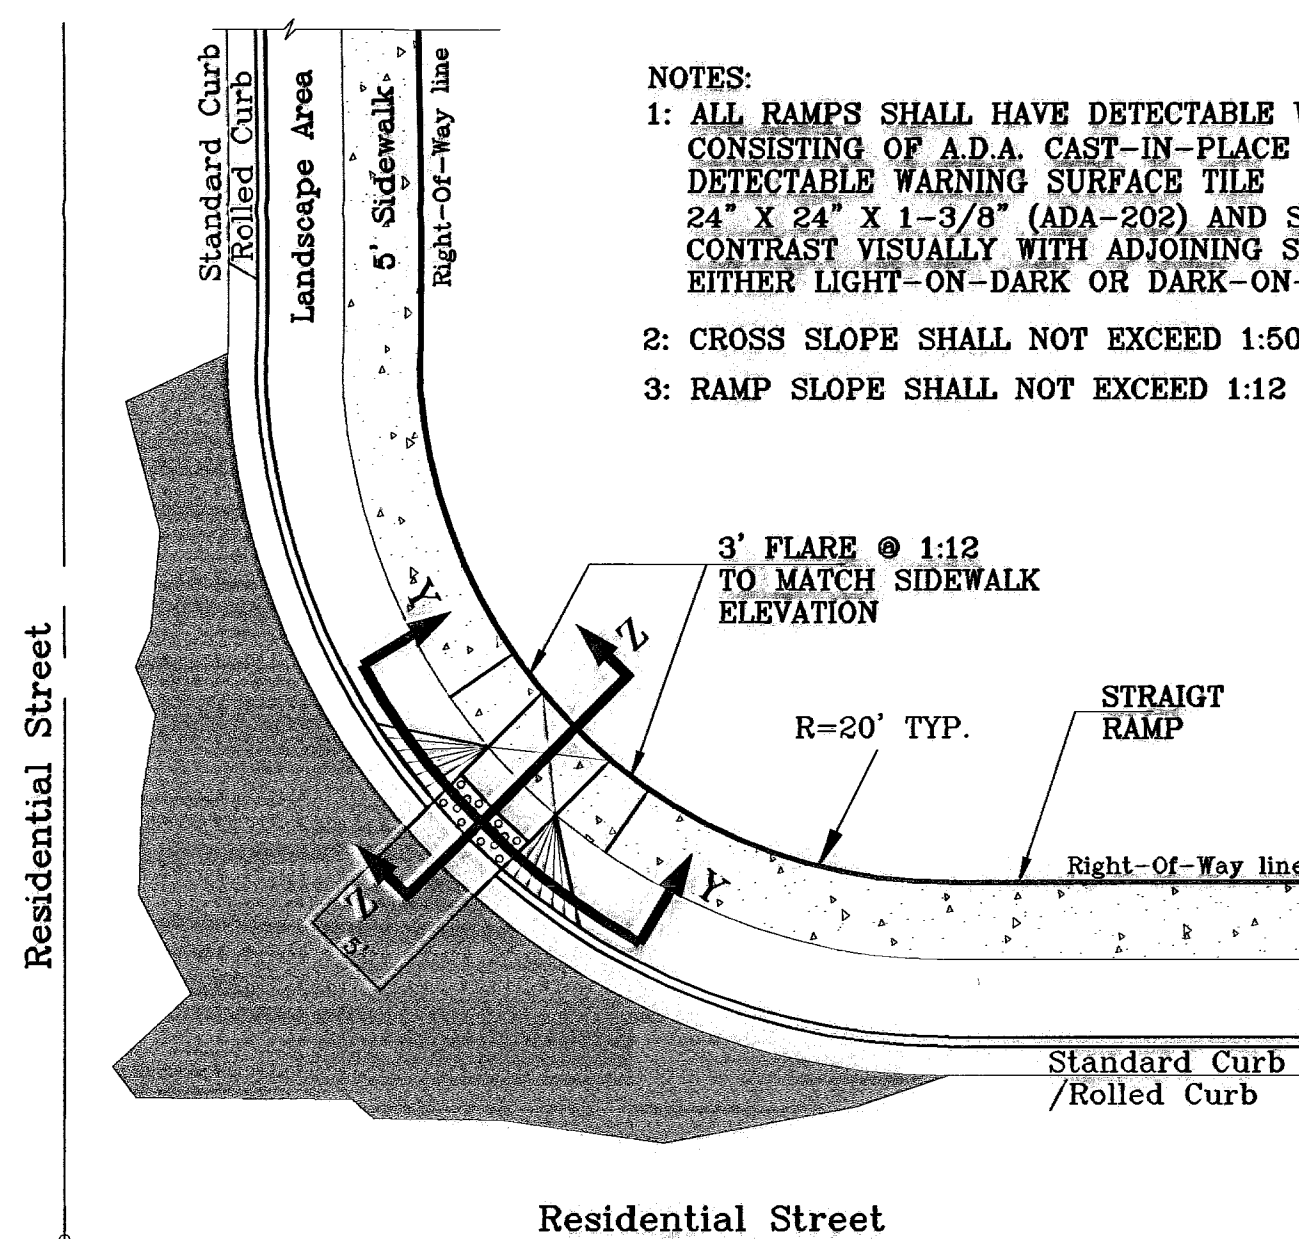 Standard Curb
/Rolled Curb
Landscape Area
5' Sidewalk
Right-Of-Way line
NOTES:
1: ALL RAMPS SHALL HAVE DETECTABLE
CONSISTING OF A.D.A. CAST-IN-PLACE
DETECTABLE WARNING SURFACE TILE
24" X 24" X 1-3/8" (ADA-202) AND S
CONTRAST VISUALLY WITH ADJOINING S
EITHER LIGHT-ON-DARK OR DARK-ON-
2: CROSS SLOPE SHALL NOT EXCEED 1:50
3: RAMP SLOPE SHALL NOT EXCEED 1:12
3' FLARE @ 1:12
TO MATCH SIDEWALK
ELEVATION
Y
Z
STRAIGT
RAMP
R=20' TYP.
Residential Street
Right-Of-Way line
Y
Z
5'
Standard Curb
/Rolled Curb
Residential Street